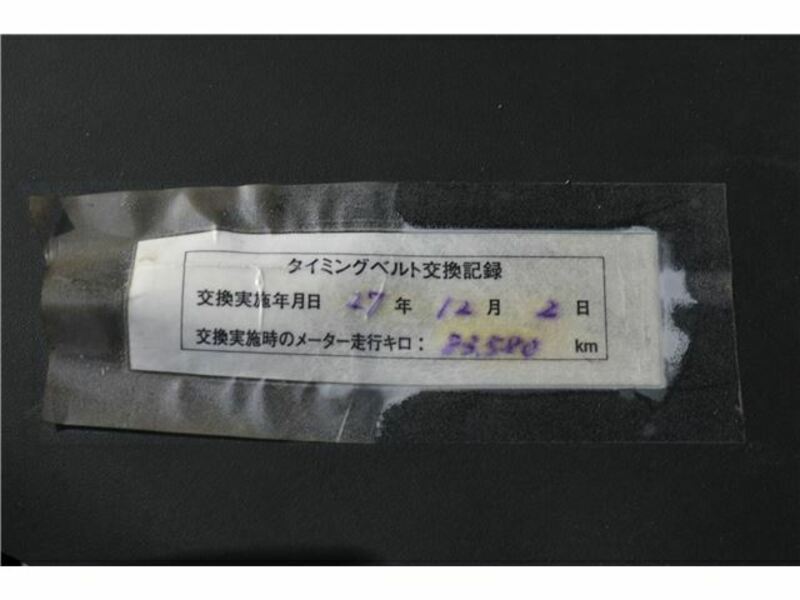 タイミングベルト交換記録
交換実施年月日 27 年 12 月 2 日
交換実施時のメーター走行キロ： 83,580 km